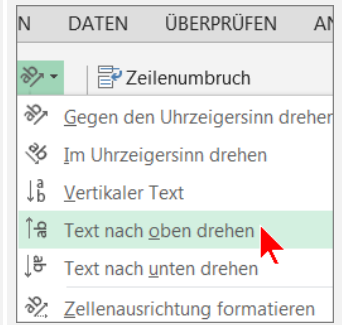 N DATEN ÜBERPRÜFEN AN
Zeilenumbruch
Gegen den Uhrzeigersinn drehen
Im Uhrzeigersinn drehen
Vertikaler Text
Text nach oben drehen
Text nach unten drehen
Zellenausrichtung formatieren